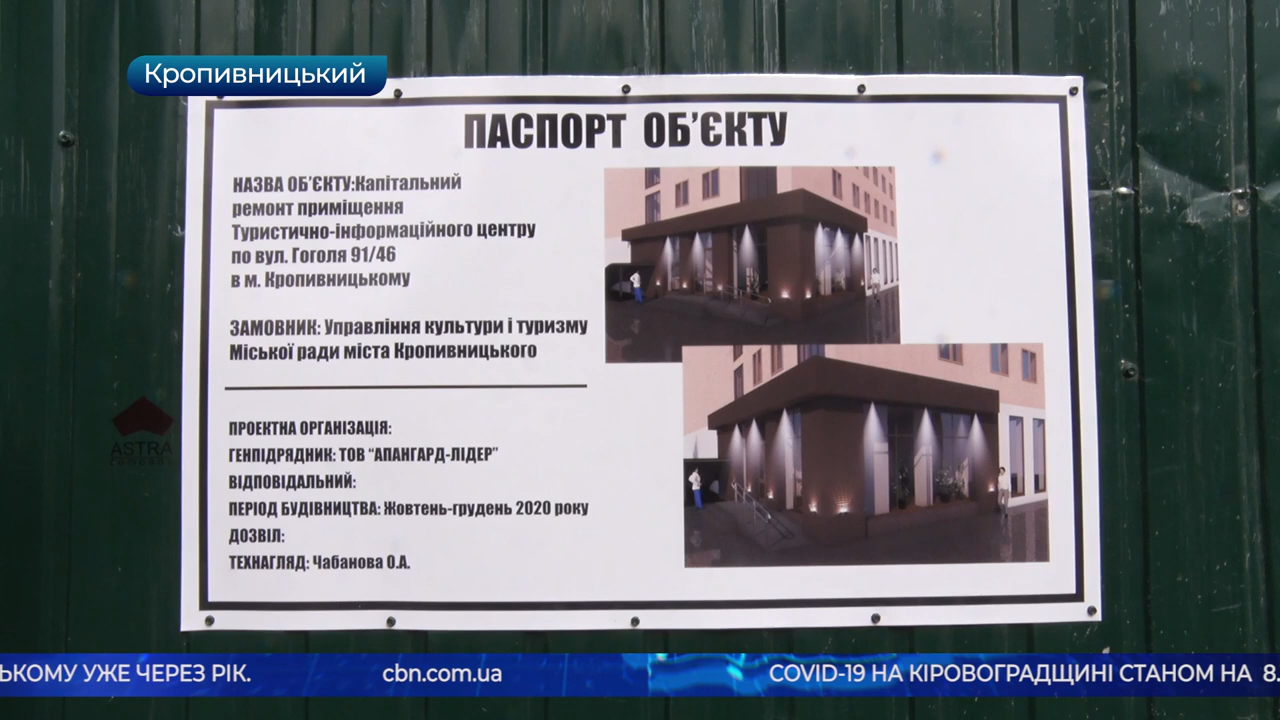 Кропивницький
ПАСПОРТ ОБ'ЄКТУ
НАЗВА ОБ'ЄКТУ:Капітальний
ремонт приміщення
Туристично-інформаційного центру
по вул. Гоголя 91/46
в м. Кропивницькому
ЗАМОВНИК: Управління культури і туризму
Міської ради міста Кропивницького
ПРОЕКТНА ОРГАНІЗАЦІЯ:
ГЕНПІДРЯДНИК: ТОВ “АПАНГАРД-ЛІДЕР”
ВІДПОВІДАЛЬНИЙ:
ПЕРІОД БУДІВНИЦТВА: Жовтень-грудень 2020 року
ДОЗВІЛ:
ТЕХНАГЛЯД: Чабанова О.А.
ASTRA
company
ЬКОМУ УЖЕ ЧЕРЕЗ РІК. cbn.com.ua COVID-19 НА КІРОВОГРАДЩИНІ СТАНОМ НА 8.